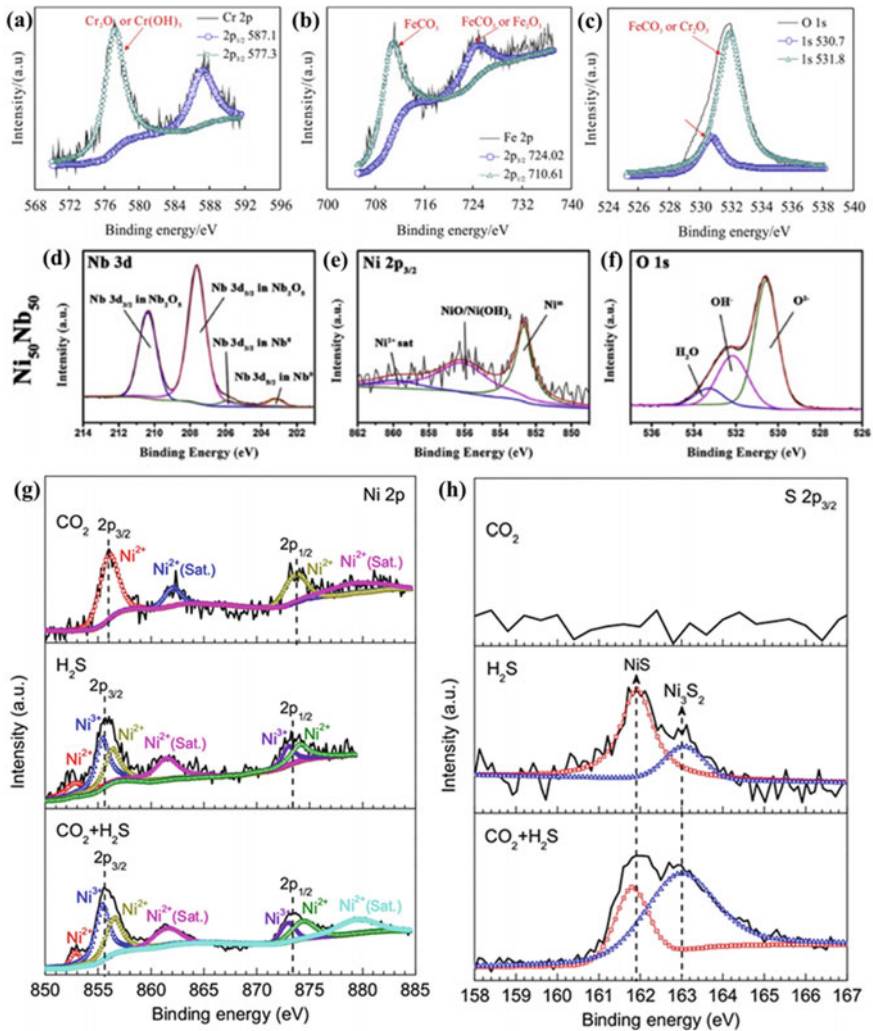 (a)
Cr₂O₃ or Cr(OH)₃
Cr 2p
587.1
577.3
Intensity/(a.u)
568 572 576 580 584 588 592 596
Binding energy/eV
(b)
FeCO₃
FeCO₃ or Fe₂O₃
Fe 2p
724.02
710.61
Intensity/(a.u)
700 708 716 724 732 740
Binding energy/eV
(c)
FeCO₃ or Cr₂O₃
O 1s
1s 530.7
1s 531.8
Intensity/(a.u)
524 526 528 530 532 534 536 538 540
Binding energy/eV
Ni₅₀Nb₅₀
(d)
Nb 3d
Nb 3d₃/₂ in Nb₂O₅
Nb 3d₅/₂ in Nb₂O₅
Nb 3d₃/₂ in Nb⁰
Nb 3d₅/₂ in Nb⁰
Intensity (a.u.)
214 212 210 208 206 204 202
Binding Energy (eV)
(e)
Ni 2p₃/₂
NiO/Ni(OH)₂
Niᵐ
Ni²⁺ sat
Intensity (a.u.)
862 860 858 856 854 852 850
Binding Energy (eV)
(f)
O 1s
OH⁻
O²⁻
H₂O
Intensity (a.u.)
536 534 532 530 528 526
Binding Energy (eV)
(g)
Ni 2p
CO₂
2p₃/₂
Ni²⁺
Ni²⁺(Sat.)
2p₁/₂
Ni²⁺
Ni²⁺(Sat.)
H₂S
2p₃/₂
Ni³⁺
Ni²⁺
Ni²⁺
Ni²⁺(Sat.)
2p₁/₂
Ni³⁺
Ni²⁺
CO₂+H₂S
2p₃/₂
Ni³⁺
Ni²⁺
Ni²⁺
Ni²⁺(Sat.)
2p₁/₂
Ni³⁺
Ni²⁺
Ni²⁺(Sat.)
Intensity (a.u.)
850 855 860 865 870 875 880 885
Binding energy (eV)
(h)
S 2p₃/₂
CO₂
H₂S
NiS
Ni₃S₂
CO₂+H₂S
Intensity (a.u.)
158 159 160 161 162 163 164 165 166 167
Binding energy (eV)